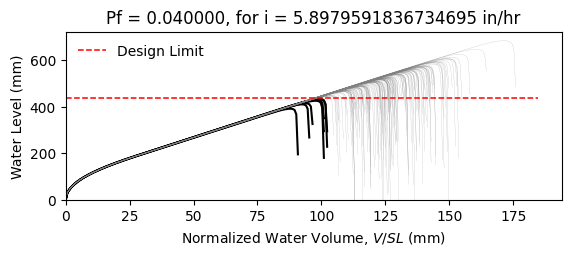 Pf = 0.040000, for i = 5.8979591836734695 in/hr
Water Level (mm)
600
400
200
0
Design Limit
0 25 50 75 100 125 150 175
Normalized Water Volume, V/SL (mm)